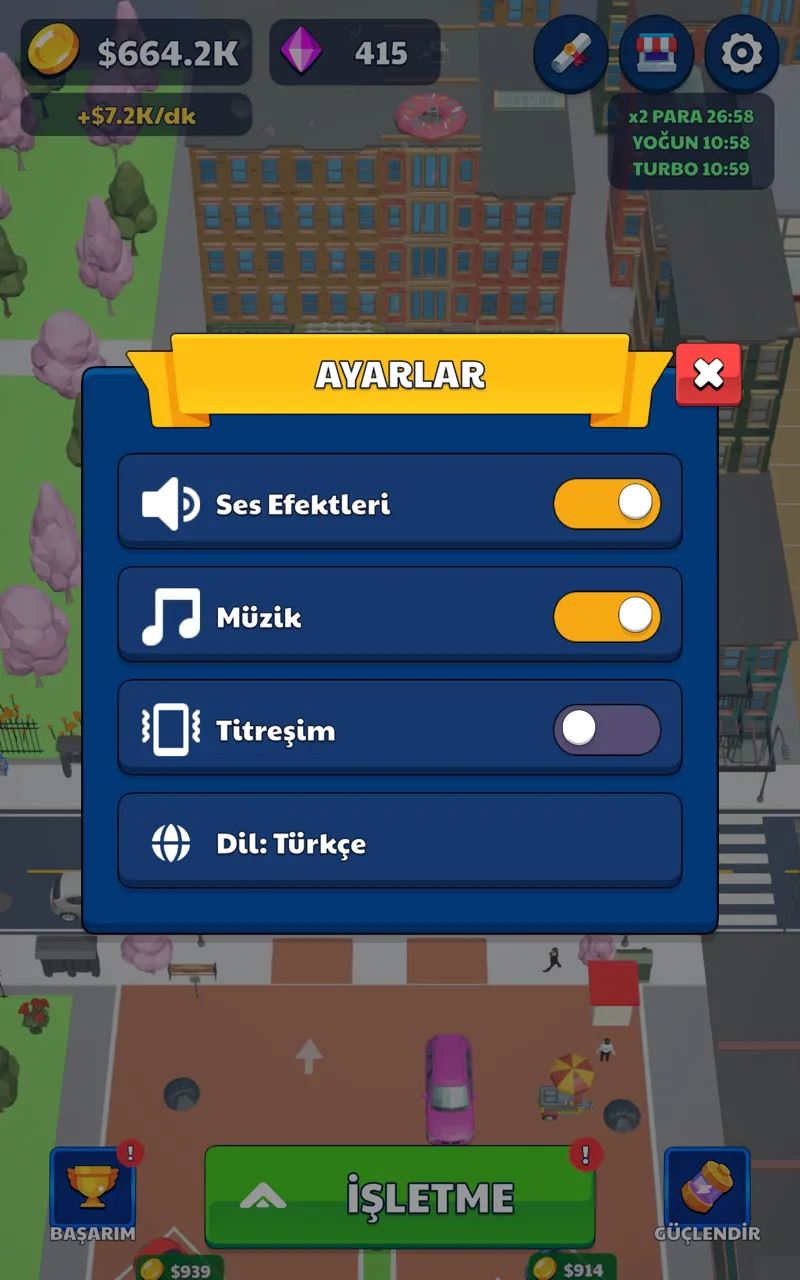 $664.2K
415
+$7.2K/dk
x2 PARA 26:58
YOĞUN 10:58
TURBO 10:59
AYARLAR
Ses Efektleri
Müzik
Titreşim
Dil: Türkçe
!
!
İŞLETME
BAŞARIM
GÜÇLENDİR
$939
$914